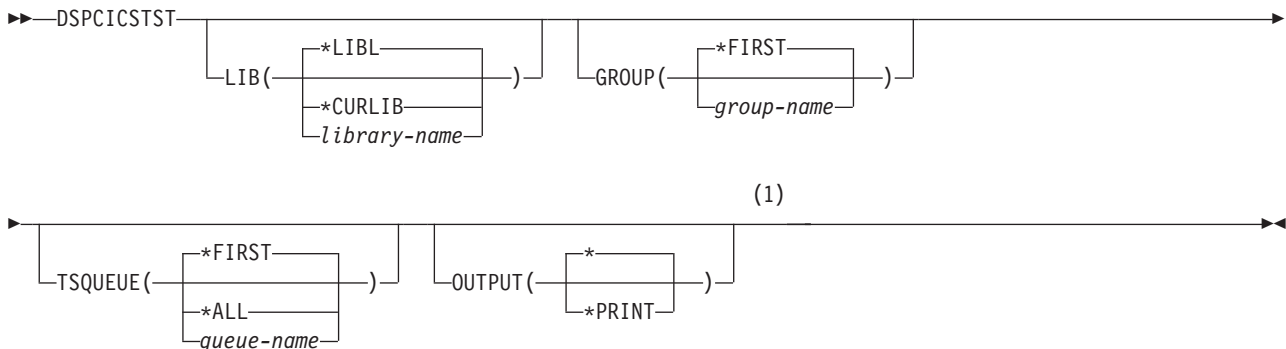 DSPCICSTST
LIB( *LIBL )
*CURLIB
library-name
GROUP( *FIRST )
group-name
(1)
TSQUEUE( *FIRST )
*ALL
queue-name
OUTPUT( * )
*PRINT